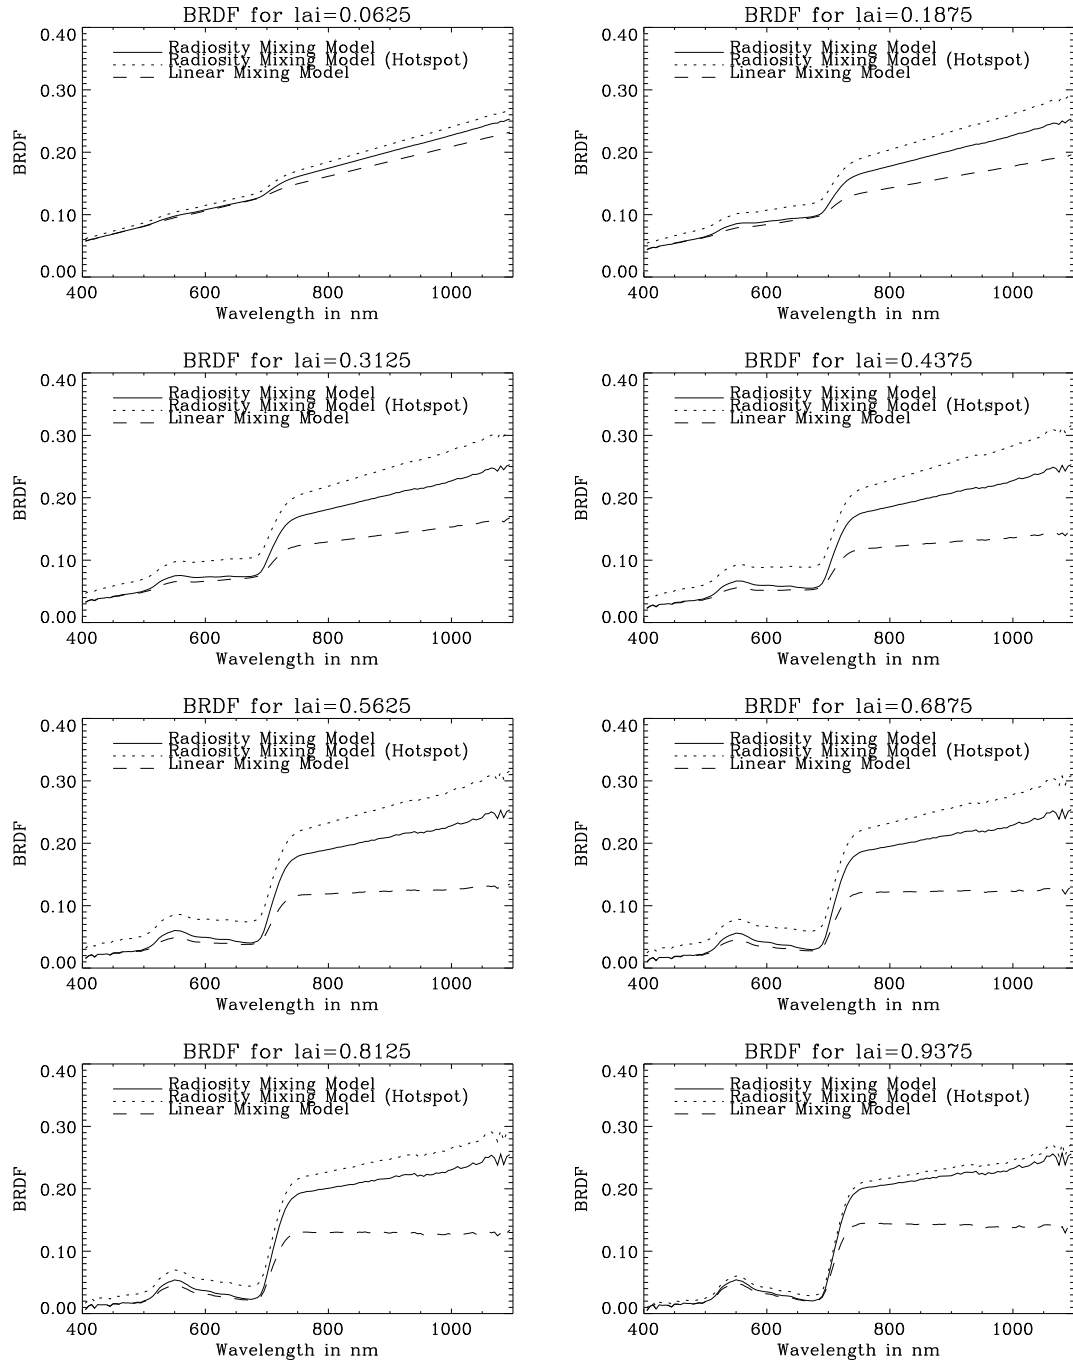 BRDF for lai=0.0625
0.40
0.30
0.20
0.10
0.00
BRDF
Radiosity Mixing Model
Radiosity Mixing Model (Hotspot)
Linear Mixing Model
400 600 800 1000
Wavelength in nm
BRDF for lai=0.1875
0.40
0.30
0.20
0.10
0.00
BRDF
Radiosity Mixing Model
Radiosity Mixing Model (Hotspot)
Linear Mixing Model
400 600 800 1000
Wavelength in nm
BRDF for lai=0.3125
0.40
0.30
0.20
0.10
0.00
BRDF
Radiosity Mixing Model
Radiosity Mixing Model (Hotspot)
Linear Mixing Model
400 600 800 1000
Wavelength in nm
BRDF for lai=0.4375
0.40
0.30
0.20
0.10
0.00
BRDF
Radiosity Mixing Model
Radiosity Mixing Model (Hotspot)
Linear Mixing Model
400 600 800 1000
Wavelength in nm
BRDF for lai=0.5625
0.40
0.30
0.20
0.10
0.00
BRDF
Radiosity Mixing Model
Radiosity Mixing Model (Hotspot)
Linear Mixing Model
400 600 800 1000
Wavelength in nm
BRDF for lai=0.6875
0.40
0.30
0.20
0.10
0.00
BRDF
Radiosity Mixing Model
Radiosity Mixing Model (Hotspot)
Linear Mixing Model
400 600 800 1000
Wavelength in nm
BRDF for lai=0.8125
0.40
0.30
0.20
0.10
0.00
BRDF
Radiosity Mixing Model
Radiosity Mixing Model (Hotspot)
Linear Mixing Model
400 600 800 1000
Wavelength in nm
BRDF for lai=0.9375
0.40
0.30
0.20
0.10
0.00
BRDF
Radiosity Mixing Model
Radiosity Mixing Model (Hotspot)
Linear Mixing Model
400 600 800 1000
Wavelength in nm